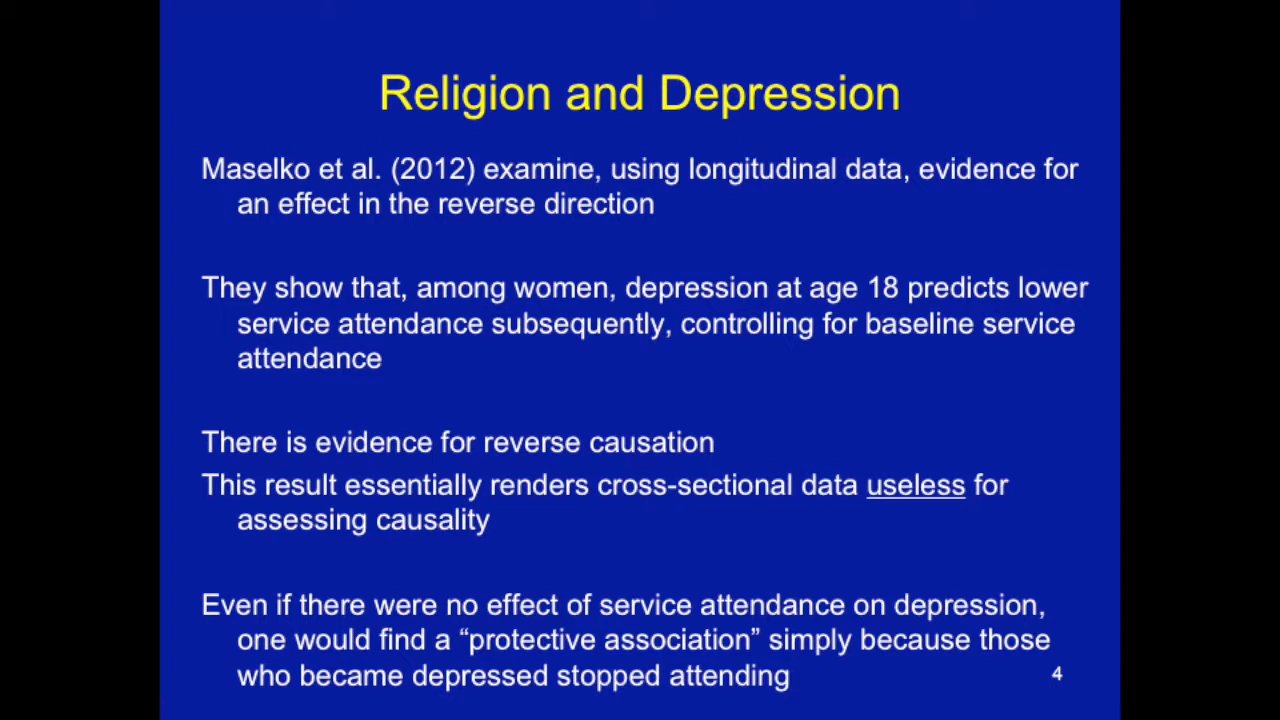 Religion and Depression
Maselko et al. (2012) examine, using longitudinal data, evidence for
an effect in the reverse direction
They show that, among women, depression at age 18 predicts lower
service attendance subsequently, controlling for baseline service
attendance
There is evidence for reverse causation
This result essentially renders cross-sectional data useless for
assessing causality
Even if there were no effect of service attendance on depression,
one would find a “protective association” simply because those
who became depressed stopped attending
4